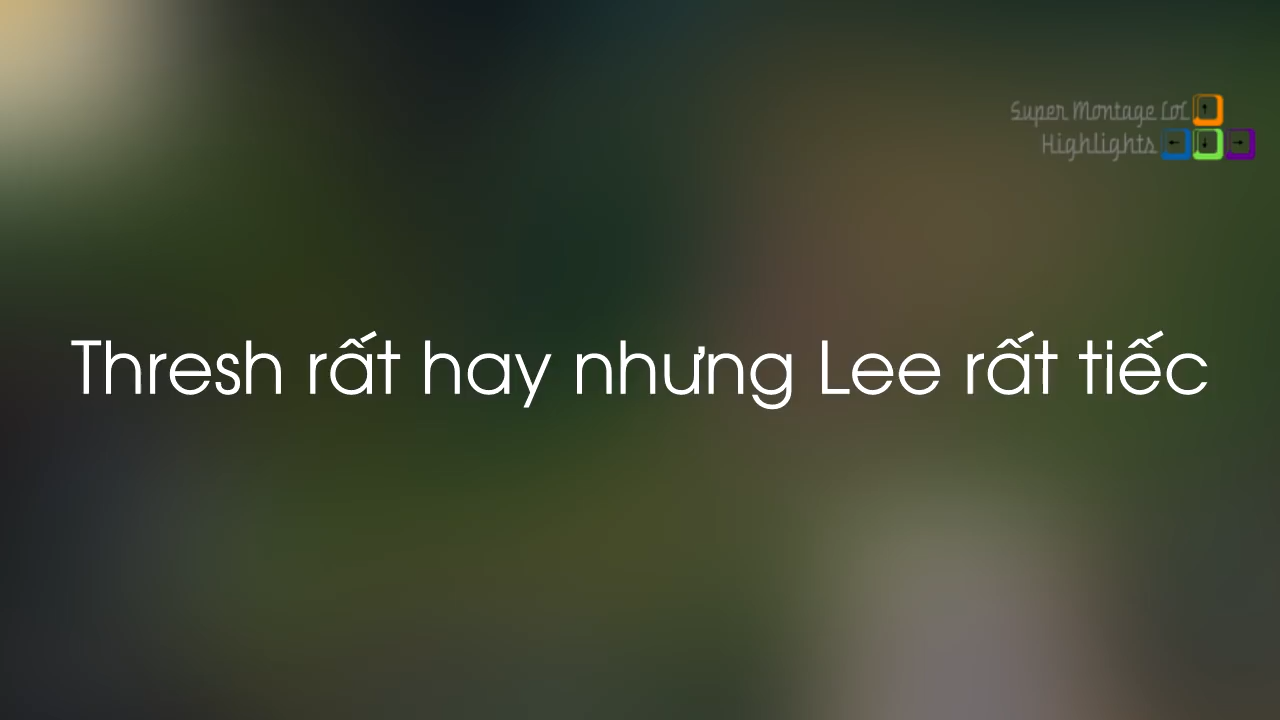 Super Montage LoL
Highlights
Thresh rất hay nhưng Lee rất tiếc